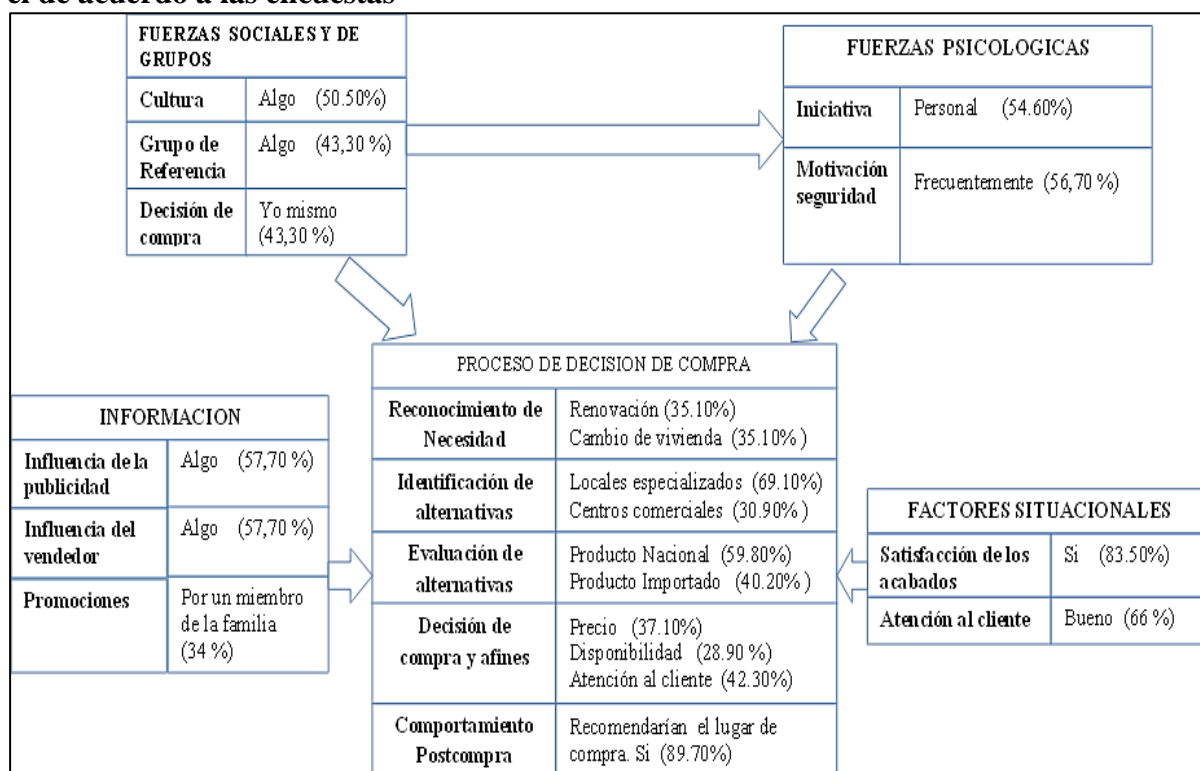 el de acuerdo a las encuestas
FUERZAS SOCIALES Y DE
GRUPOS
Cultura Algo (50.50%)
Grupo de Algo (43,30 %)
Referencia
Decisión de Yo mismo
compra (43,30 %)
FUERZAS PSICOLOGICAS
Iniciativa Personal (54.60%)
Motivación
seguridad Frecuentemente (56,70 %)
INFORMACION
Influencia de la Algo (57,70 %)
publicidad
Influencia del Algo (57,70 %)
vendedor
Promociones Por un miembro
de la familia
(34 %)
PROCESO DE DECISION DE COMPRA
Reconocimiento de Renovación (35.10%)
Necesidad Cambio de vivienda (35.10% )
Identificación de Locales especializados (69.10%)
alternativas Centros comerciales (30.90% )
Evaluación de Producto Nacional (59.80%)
alternativas Producto Importado (40.20% )
Decisión de Precio (37.10%)
compra y afines Disponibilidad (28.90 %)
Atención al cliente (42.30%)
Comportamiento Recomendarían el lugar de
Postcompra compra. Si (89.70%)
FACTORES SITUACIONALES
Satisfacción de los Si (83.50%)
acabados
Atención al cliente Bueno (66 %)